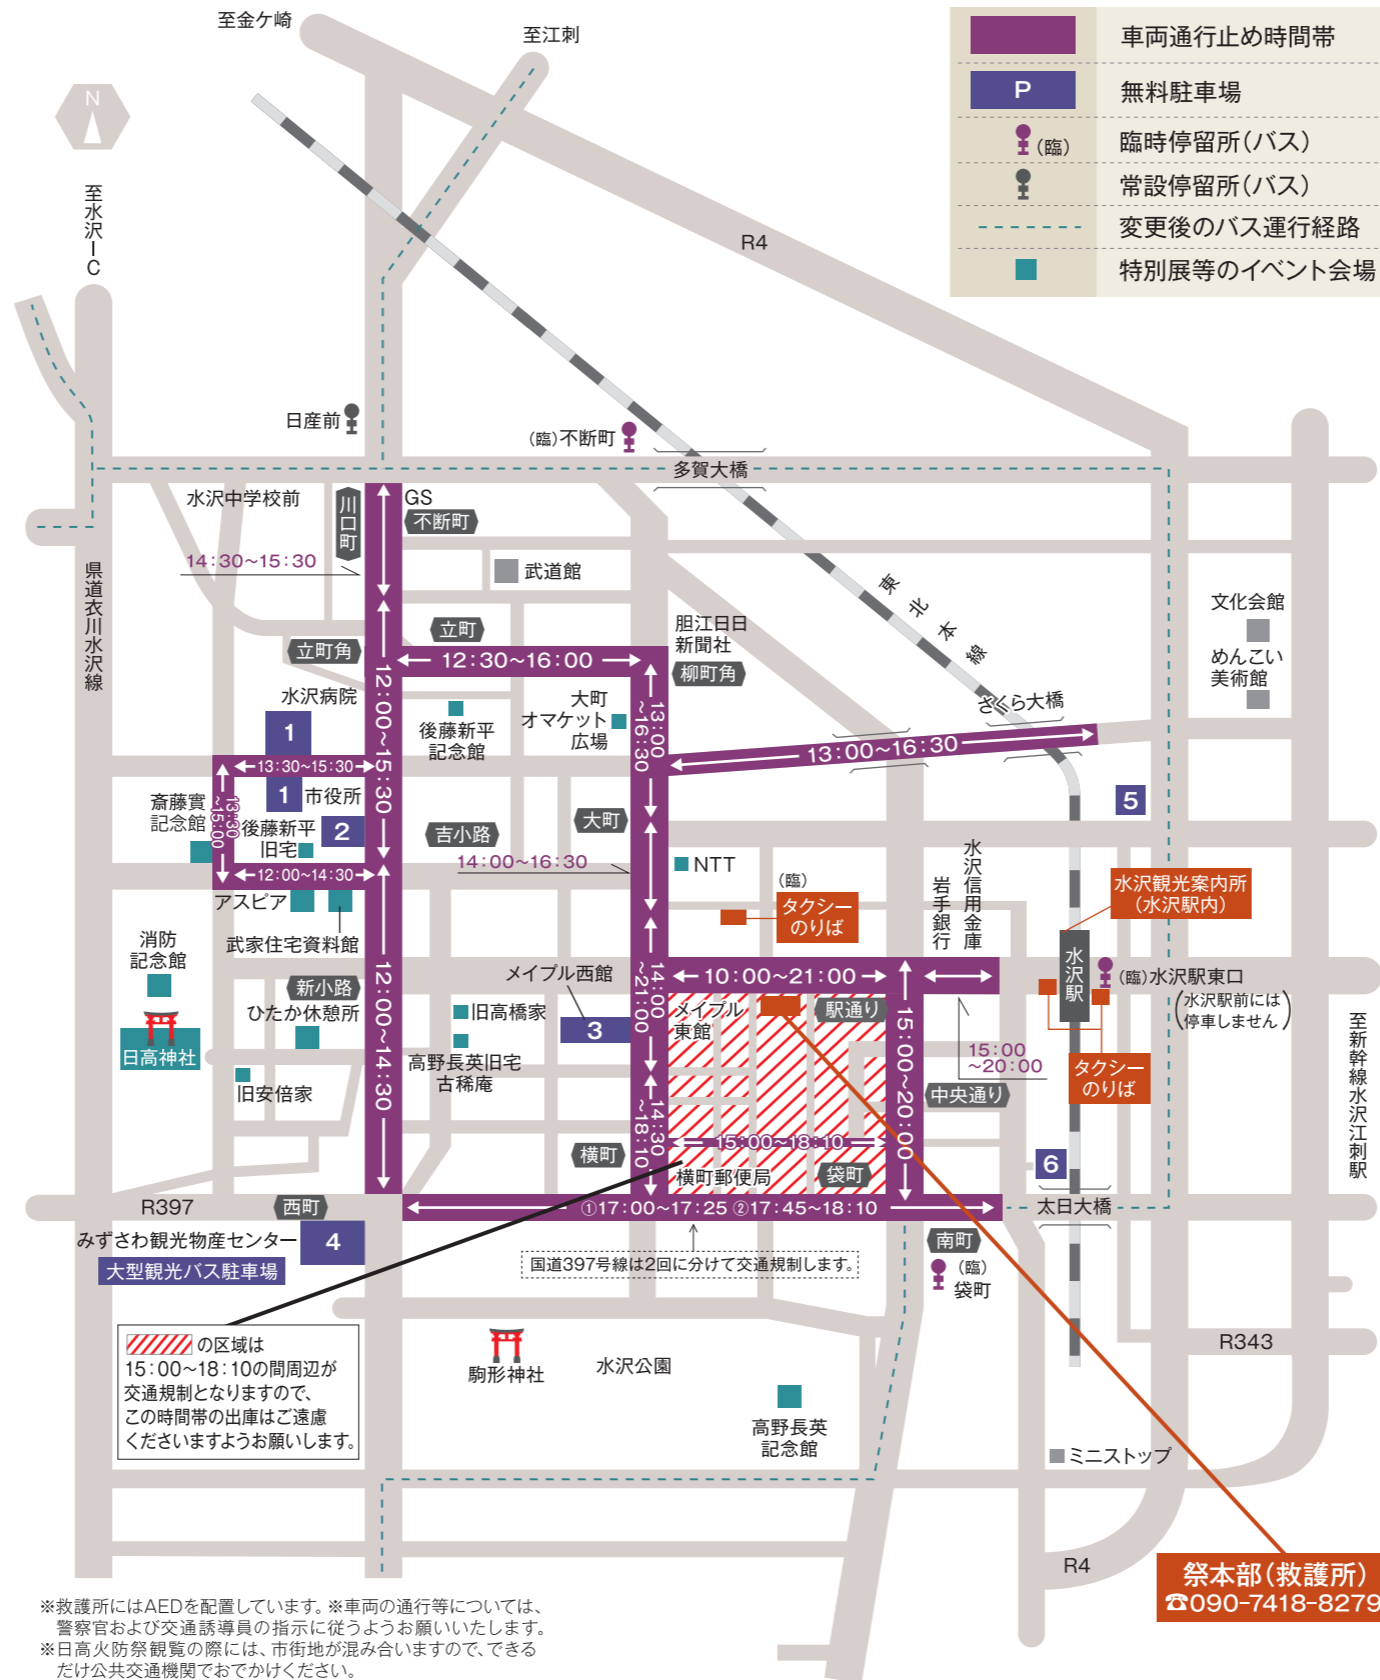 至金ケ崎
至江刺
車両通行止め時間帯
P
無料駐車場
(臨)
臨時停留所(バス)
常設停留所(バス)
変更後のバス運行経路
特別展等のイベント会場
N
至水沢IC
R4
日産前
(臨)不断町
多賀大橋
水沢中学校前
川口町
GS
不断町
14:30~15:30
武道館
県道衣川水沢線
東北本線
文化会館
めんこい
美術館
立町
立町角
12:30~16:00
胆江日日
新聞社
柳町角
さくら大橋
水沢病院
1
12:00~15:30
後藤新平
記念館
大町
オマケット
広場
13:00
~16:30
13:00~16:30
13:30~15:30
1
市役所
斎藤實
記念館
13:30
~15:00
後藤新平
旧宅
2
吉小路
大町
5
14:00~16:30
NTT
12:00~14:30
アスピア
武家住宅資料館
(臨)
タクシー
のりば
岩手銀行
水沢信用金庫
水沢観光案内所
(水沢駅内)
水沢駅
消防
記念館
新小路
ひたか休憩所
日高神社
旧安倍家
12:00~14:30
メイプル西館
3
旧高橋家
高野長英旧宅
古稀庵
14:00
~21:00
10:00~21:00
メイプル
東館
駅通り
15:00~20:00
15:00
~20:00
中央通り
(臨)水沢駅東口
(水沢駅前には
停車しません)
タクシー
のりば
至新幹線水沢江刺駅
14:30
~18:10
15:00~18:10
横町
横町郵便局
袋町
6
R397
西町
①17:00~17:25 ②17:45~18:10
太日大橋
みずさわ観光物産センター
4
大型観光バス駐車場
国道397号線は2回に分けて交通規制します。
南町
(臨)
袋町
の区域は
15:00~18:10の間周辺が
交通規制となりますので、
この時間帯の出庫はご遠慮
くださいますようお願いします。
駒形神社
水沢公園
高野長英
記念館
R343
ミニストップ
R4
祭本部(救護所)
☎090-7418-8279
※救護所にはAEDを配置しています。※車両の通行等については、
警察官および交通誘導員の指示に従うようお願いいたします。
※日高火防祭観覧の際には、市街地が混み合いますので、できる
だけ公共交通機関でおでかけください。